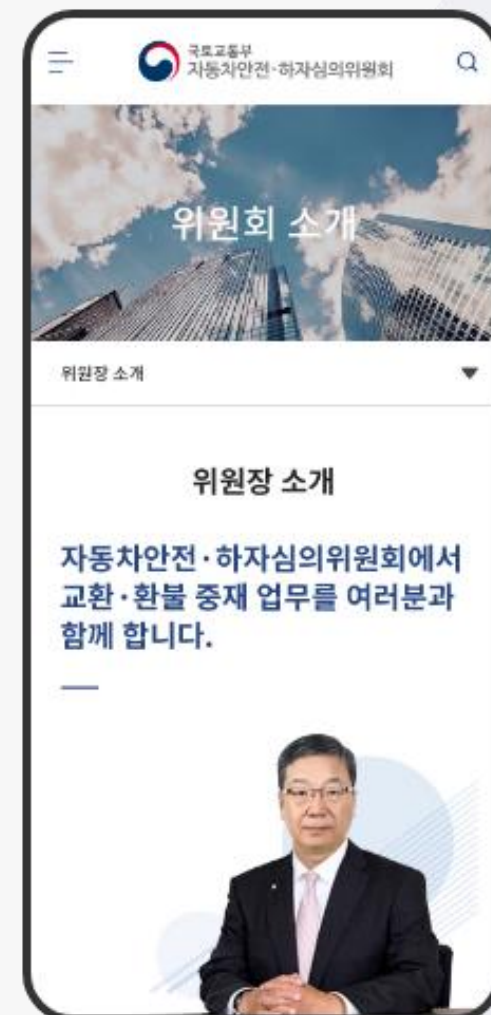 국토교통부
자동차안전·하자심의위원회
위원회 소개
위원장 소개
위원장 소개
자동차안전·하자심의위원회에서
교환·환불 중재 업무를 여러분과
함께 합니다.